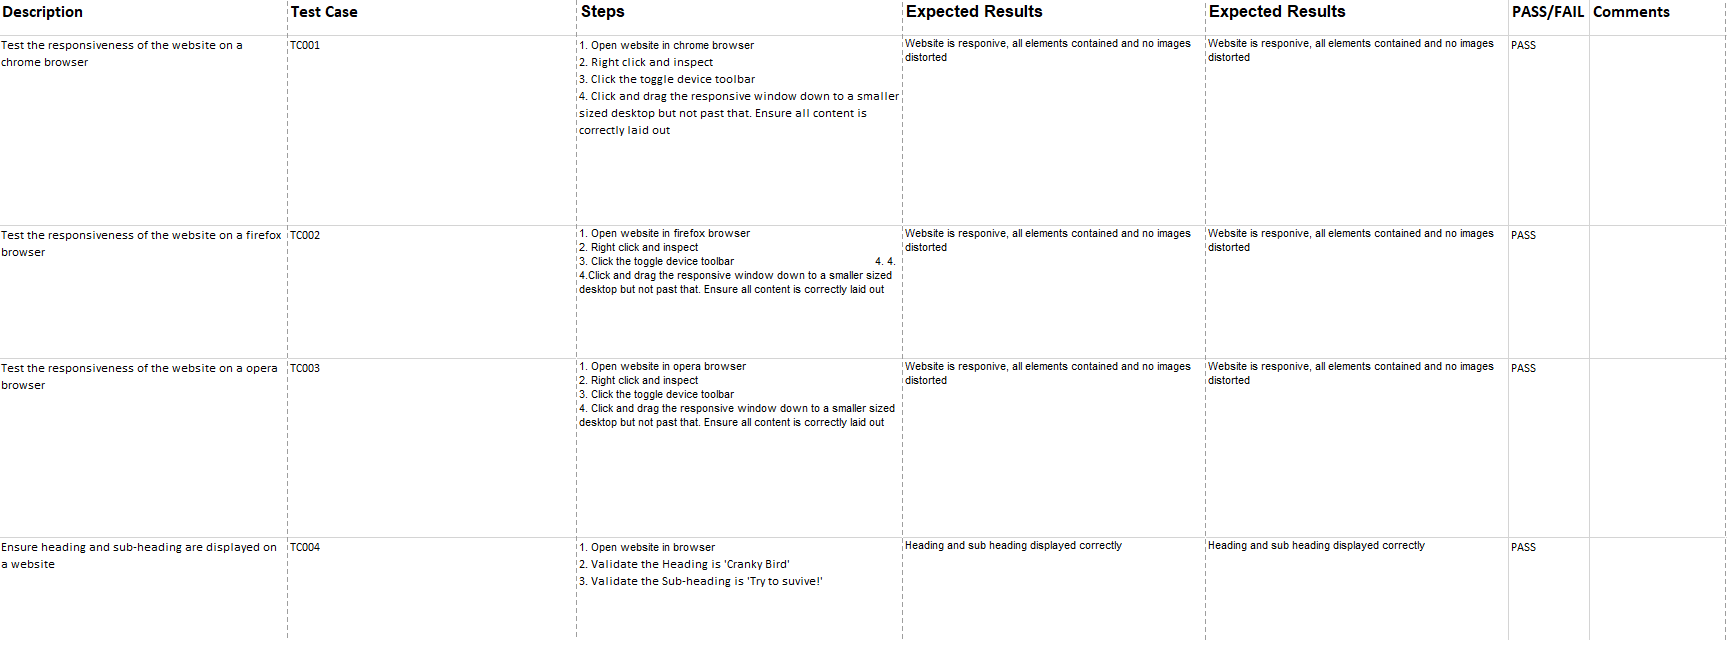 Description Test Case Steps Expected Results Expected Results PASS/FAIL Comments
Test the responsiveness of the website on a
chrome browser
TC001
1. Open website in chrome browser
2. Right click and inspect
3. Click the toggle device toolbar
4. Click and drag the responsive window down to a smaller
sized desktop but not past that. Ensure all content is
correctly laid out
Website is responive, all elements contained and no images
distorted
Website is responive, all elements contained and no images
distorted
PASS
Test the responsiveness of the website on a firefox
browser
TC002
1. Open website in firefox browser
2. Right click and inspect
3. Click the toggle device toolbar 4. 4.
4.Click and drag the responsive window down to a smaller sized
desktop but not past that. Ensure all content is correctly laid out
Website is responive, all elements contained and no images
distorted
Website is responive, all elements contained and no images
distorted
PASS
Test the responsiveness of the website on a opera
browser
TC003
1. Open website in opera browser
2. Right click and inspect
3. Click the toggle device toolbar
4. Click and drag the responsive window down to a smaller sized
desktop but not past that. Ensure all content is correctly laid out
Website is responive, all elements contained and no images
distorted
Website is responive, all elements contained and no images
distorted
PASS
Ensure heading and sub-heading are displayed on
a website
TC004
1. Open website in browser
2. Validate the Heading is 'Cranky Bird'
3. Validate the Sub-heading is 'Try to suvive!'
Heading and sub heading displayed correctly
Heading and sub heading displayed correctly
PASS